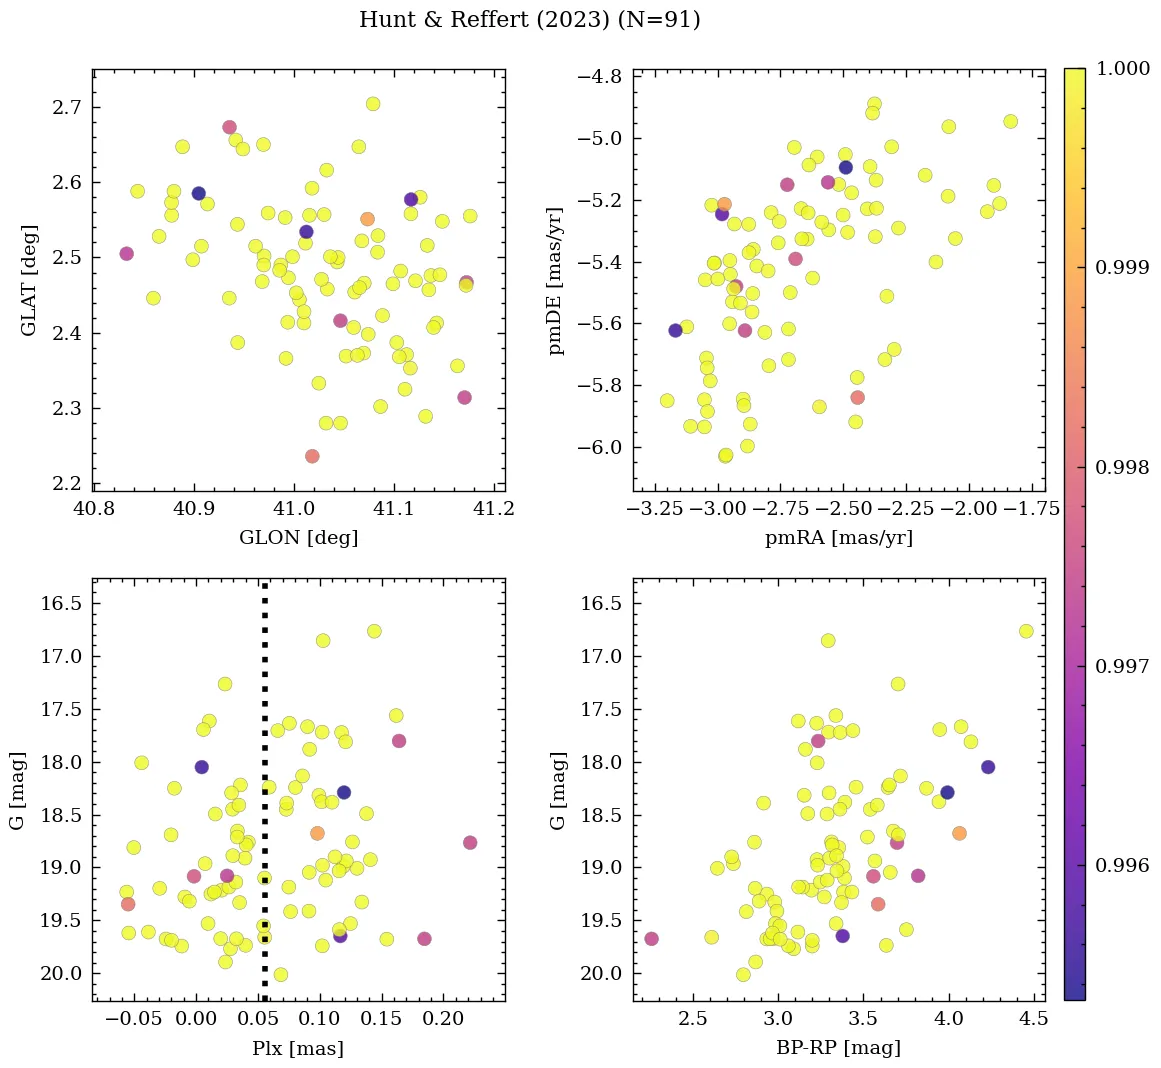 Hunt & Reffert (2023) (N=91)
2.7
2.6
2.5
2.4
2.3
2.2
GLAT [deg]
40.8 40.9 41.0 41.1 41.2
GLON [deg]
−4.8
−5.0
−5.2
−5.4
−5.6
−5.8
−6.0
pmDE [mas/yr]
−3.25 −3.00 −2.75 −2.50 −2.25 −2.00 −1.75
pmRA [mas/yr]
1.000
0.999
0.998
0.997
0.996
16.5
17.0
17.5
18.0
18.5
19.0
19.5
20.0
G [mag]
−0.05 0.00 0.05 0.10 0.15 0.20
Plx [mas]
16.5
17.0
17.5
18.0
18.5
19.0
19.5
20.0
G [mag]
2.5 3.0 3.5 4.0 4.5
BP-RP [mag]